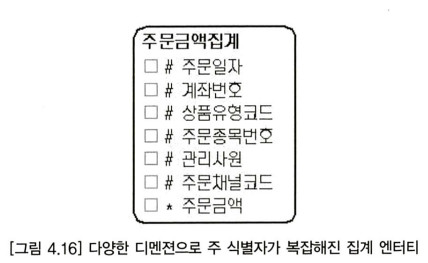 주문금액집계
□ # 주문일자
□ # 계좌번호
□ # 상품유형코드
□ # 주문종목번호
□ # 관리사원
□ # 주문채널코드
□ * 주문금액
[그림 4.16] 다양한 디멘젼으로 주 식별자가 복잡해진 집계 엔터티